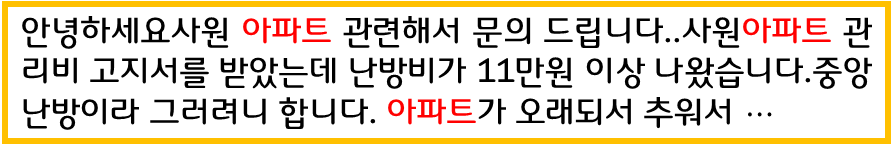 안녕하세요사원 아파트 관련해서 문의 드립니다..사원아파트 관
리비 고지서를 받았는데 난방비가 11만원 이상 나왔습니다.중앙
난방이라 그러려니 합니다. 아파트가 오래되서 추워서 …